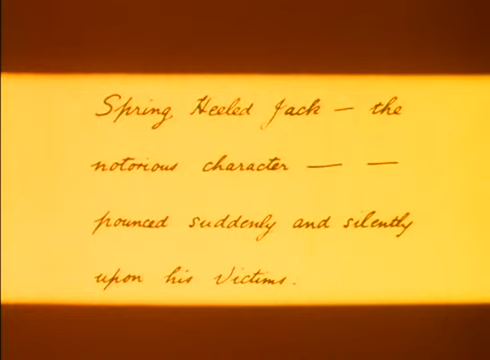 Spring Heeled Jack — the
notorious character — —
pounced suddenly and silently
upon his Victims.